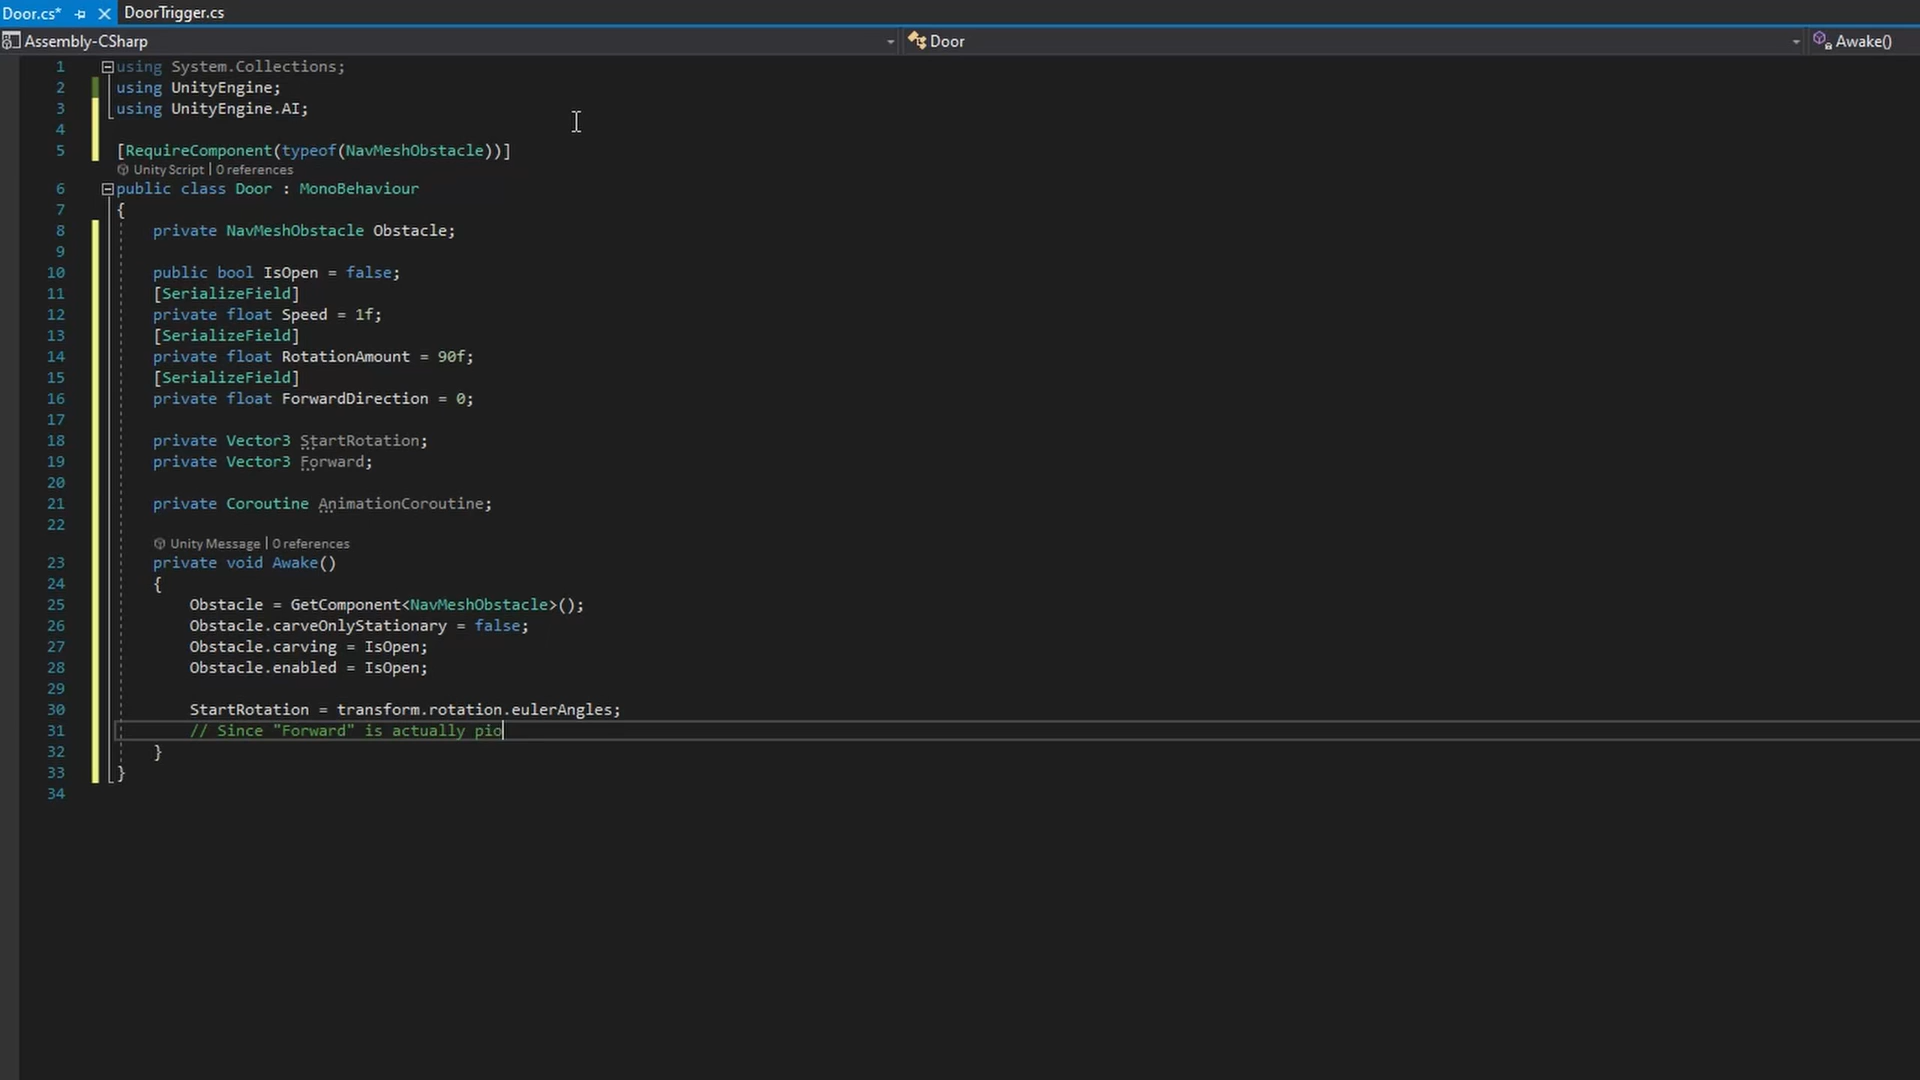 Door.cs*
DoorTrigger.cs
Assembly-CSharp
Door
Awake()
1 using System.Collections;
2 using UnityEngine;
3 using UnityEngine.AI;
4
5 [RequireComponent(typeof(NavMeshObstacle))]
Unity Script | 0 references
6 public class Door : MonoBehaviour
7 {
8 private NavMeshObstacle Obstacle;
9
10 public bool IsOpen = false;
11 [SerializeField]
12 private float Speed = 1f;
13 [SerializeField]
14 private float RotationAmount = 90f;
15 [SerializeField]
16 private float ForwardDirection = 0;
17
18 private Vector3 StartRotation;
19 private Vector3 Forward;
20
21 private Coroutine AnimationCoroutine;
22
Unity Message | 0 references
23 private void Awake()
24 {
25 Obstacle = GetComponent<NavMeshObstacle>();
26 Obstacle.carveOnlyStationary = false;
27 Obstacle.carving = IsOpen;
28 Obstacle.enabled = IsOpen;
29
30 StartRotation = transform.rotation.eulerAngles;
31 // Since "Forward" is actually pio
32 }
33 }
34